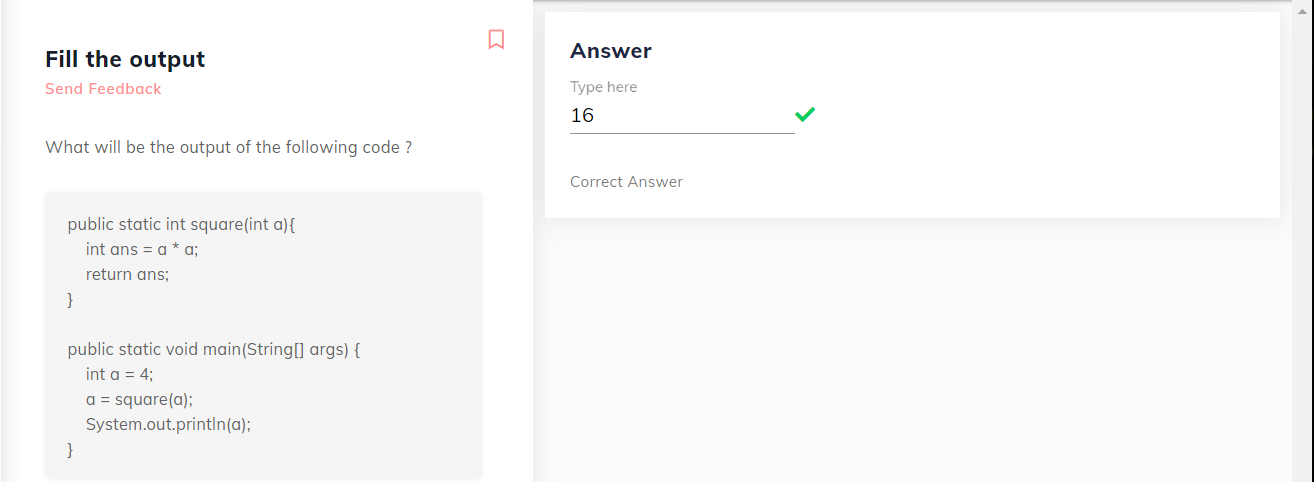 Fill the output
Send Feedback
What will be the output of the following code ?
public static int square(int a){
int ans = a * a;
return ans;
}
public static void main(String[] args) {
int a = 4;
a = square(a);
System.out.println(a);
}
Answer
Type here
16
Correct Answer